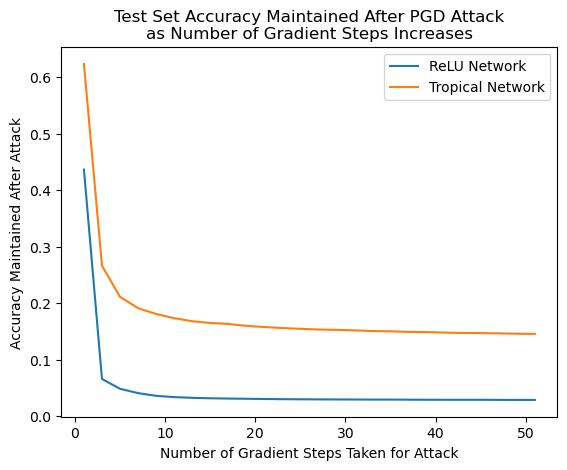 Test Set Accuracy Maintained After PGD Attack
as Number of Gradient Steps Increases
ReLU Network
Tropical Network
Accuracy Maintained After Attack
0.6
0.5
0.4
0.3
0.2
0.1
0.0
0
10
20
30
40
50
Number of Gradient Steps Taken for Attack